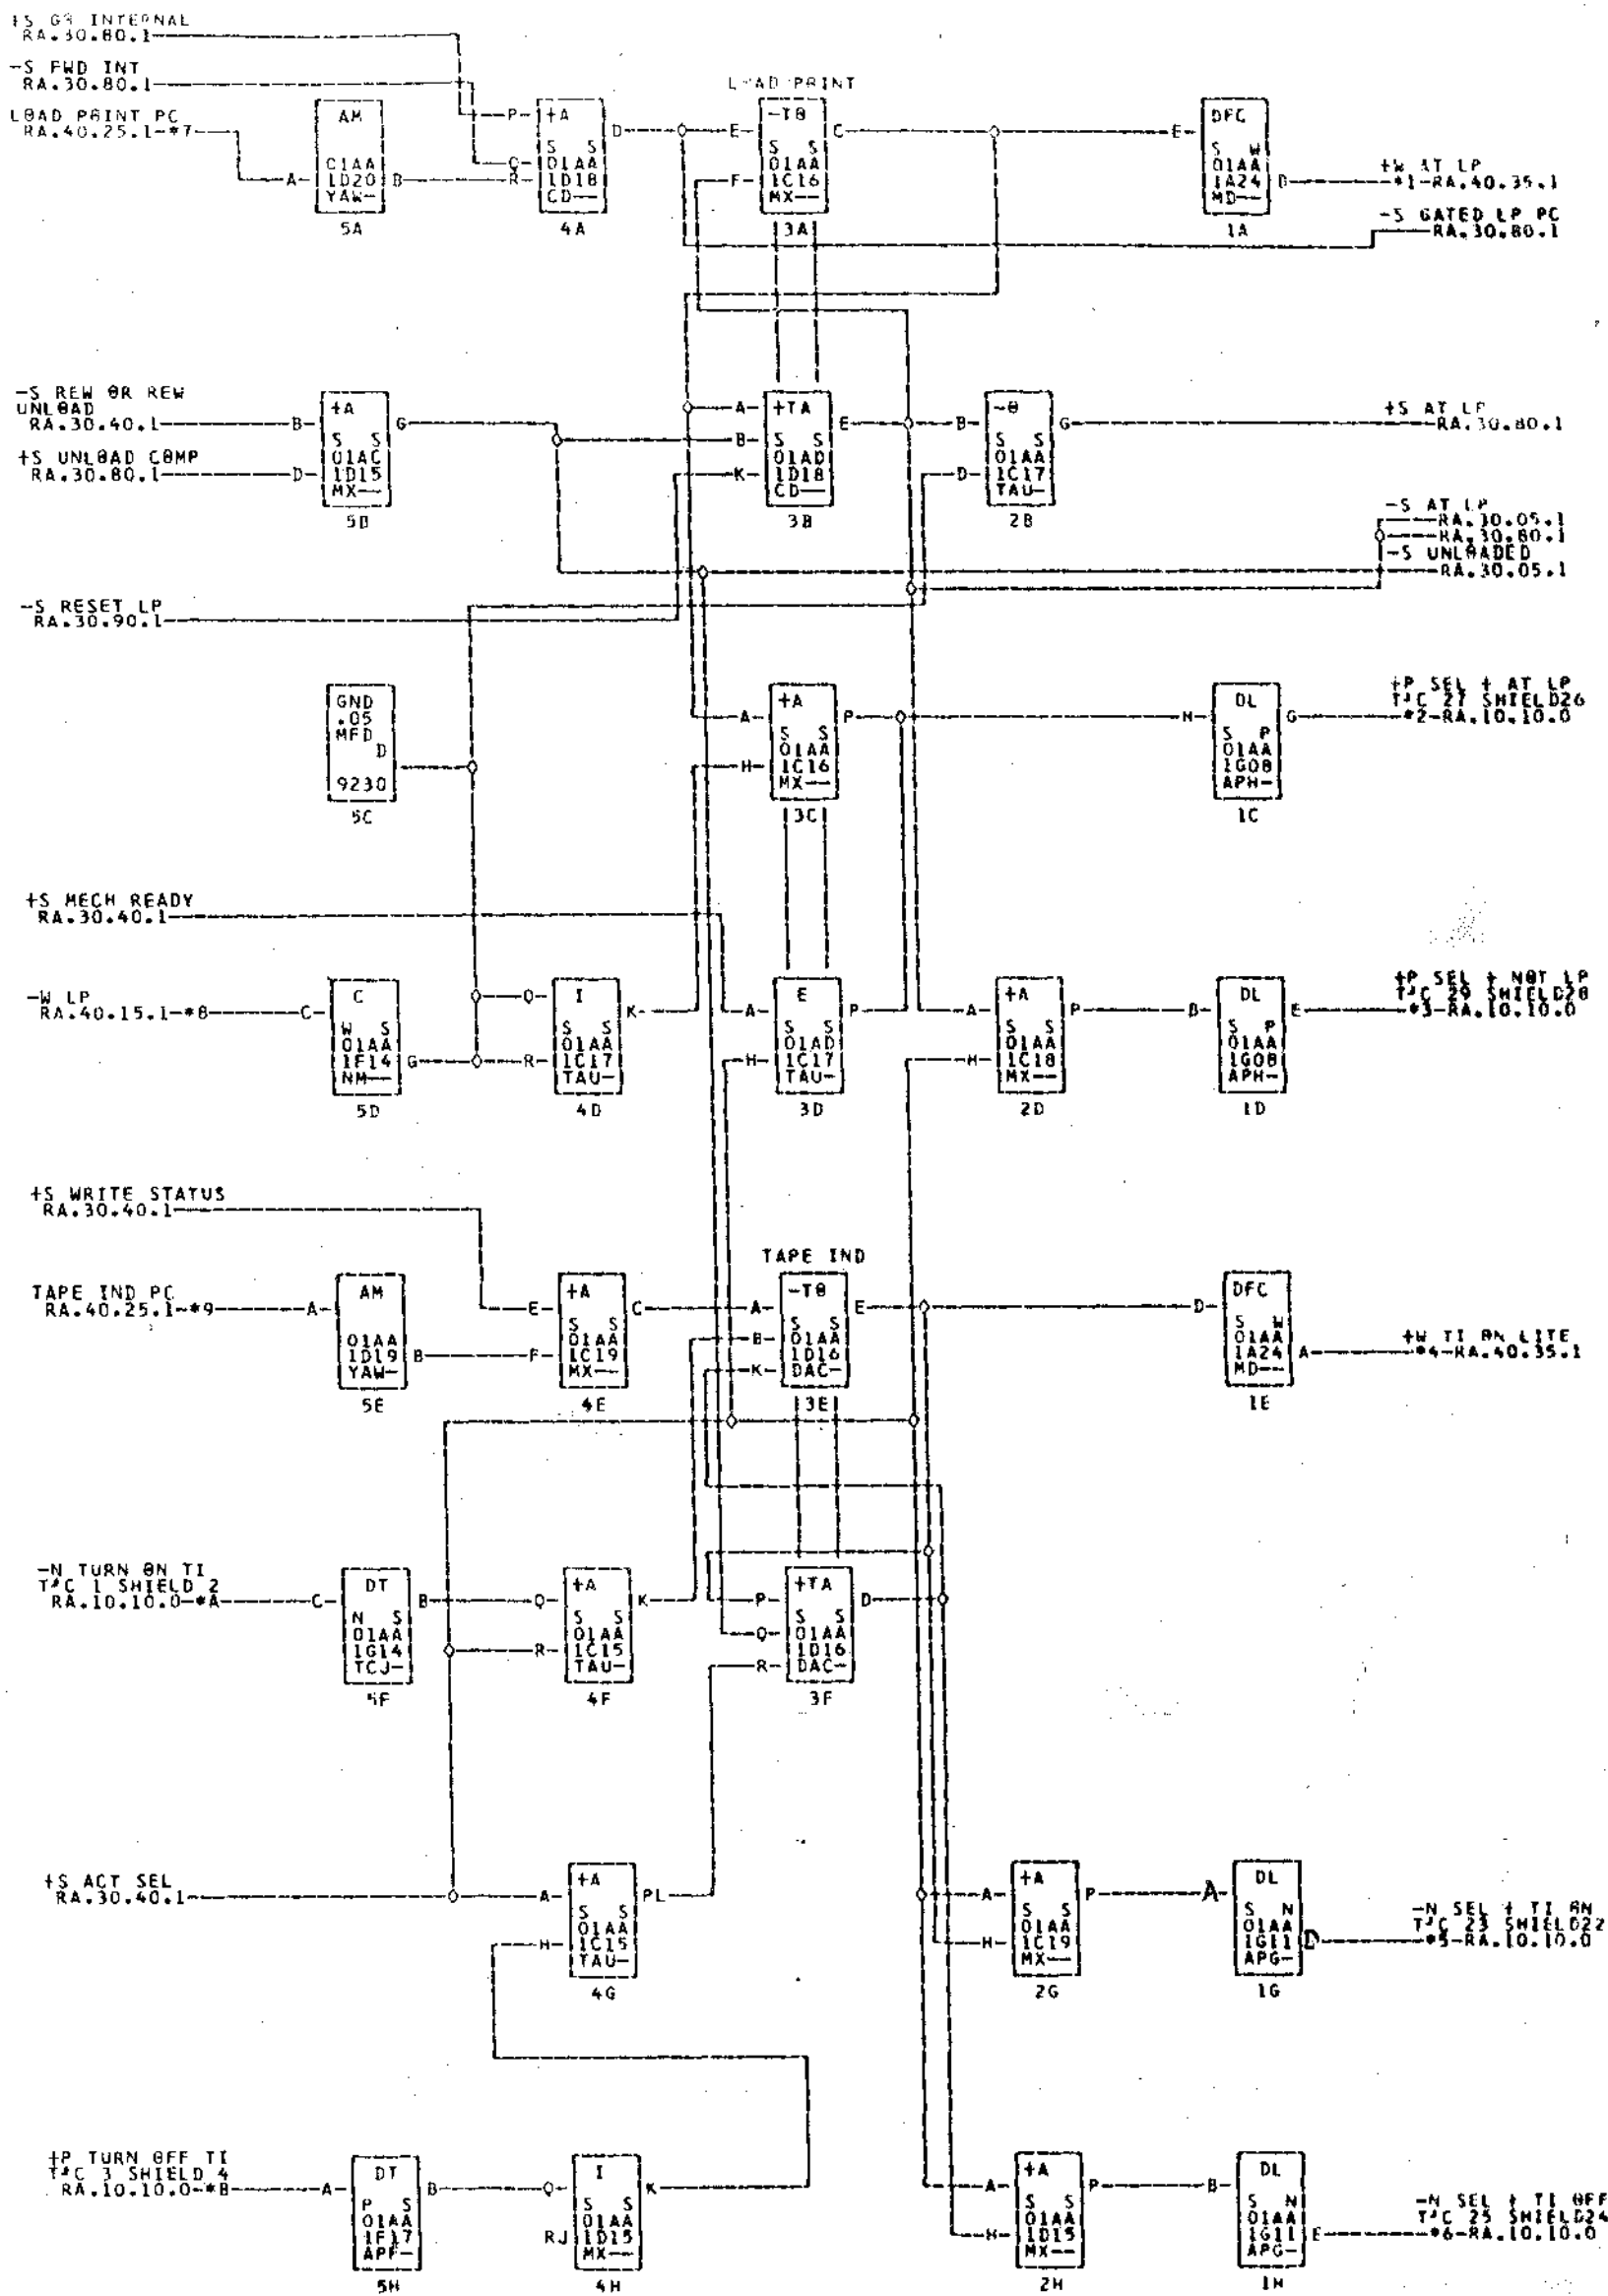 +S GO INTERNAL
RA.30.80.1
-S FWD INT
RA.30.80.1
LOAD POINT PC
RA.40.25.1-*7
LOAD POINT
A- AM 01AA 1D20 YAW- B
5A
P- Q- R- +A S S 01AA 1D18 CD-- D
4A
E- F- -TO S S 01AA 1C16 MX-- C
3A
E- DFC S W 01AA 1A24 MD-- D
1A
+W AT LP
*1-RA.40.35.1
-S GATED LP PC
RA.30.80.1
-S REW OR REW
UNLOAD
RA.30.40.1
+S UNLOAD COMP
RA.30.80.1
B- D- +A S S 01AC 1D15 MX-- G
5B
A- B- K- +TA S S 01AD 1D18 CD-- E
3B
B- D- -O S S 01AA 1C17 TAU- G
2B
+S AT LP
RA.30.80.1
-S AT LP
RA.30.05.1
RA.30.80.1
-S UNLOADED
RA.30.05.1
-S RESET LP
RA.30.90.1
GND .05 MFD D 9230
5C
A- H- +A S S 01AA 1C16 MX-- P
3C
H- DL S P 01AA 1G08 APH- G
1C
+P SEL + AT LP
T/C 27 SHIELD26
*2-RA.10.10.0
+S MECH READY
RA.30.40.1
-W LP
RA.40.15.1-*8
C- C W S 01AA 1F14 NM-- G
5D
Q- R- I S S 01AA 1C17 TAU- K
4D
A- H- E S S 01AD 1C17 TAU- P
3D
A- H- +A S S 01AA 1C18 MX-- P
2D
B- DL S P 01AA 1G08 APH- E
1D
+P SEL + NOT LP
T/C 29 SHIELD28
*3-RA.10.10.0
+S WRITE STATUS
RA.30.40.1
TAPE IND PC
RA.40.25.1-*9
TAPE IND
A- AM 01AA 1D19 YAW- B
5E
E- F- +A S S 01AA 1C19 MX-- C
4E
A- B- K- -TO S S 01AA 1D16 DAC- E
3E
D- DFC S W 01AA 1A24 MD-- A
1E
+W TI ON LITE
*4-RA.40.35.1
-N TURN ON TI
T/C 1 SHIELD 2
RA.10.10.0-*A
C- DT N S 01AA 1G14 TCJ- B
5F
Q- R- +A S S 01AA 1C15 TAU- K
4F
P- Q- R- +TA S S 01AA 1D16 DAC- D
3F
+S ACT SEL
RA.30.40.1
A- H- +A S S 01AA 1C15 TAU- PL
4G
A- H- +A S S 01AA 1C19 MX-- P
2G
A- DL S N 01AA 1G11 APG- D
1G
-N SEL + TI ON
T/C 23 SHIELD22
*5-RA.10.10.0
+P TURN OFF TI
T/C 3 SHIELD 4
RA.10.10.0-*B
A- DT P S 01AA 1F17 APF- B
5H
Q- RJ I S S 01AA 1D15 MX-- K
4H
A- H- +A S S 01AA 1D15 MX-- P
2H
B- DL S N 01AA 1G11 APG- E
1H
-N SEL + TI OFF
T/C 25 SHIELD24
*6-RA.10.10.0